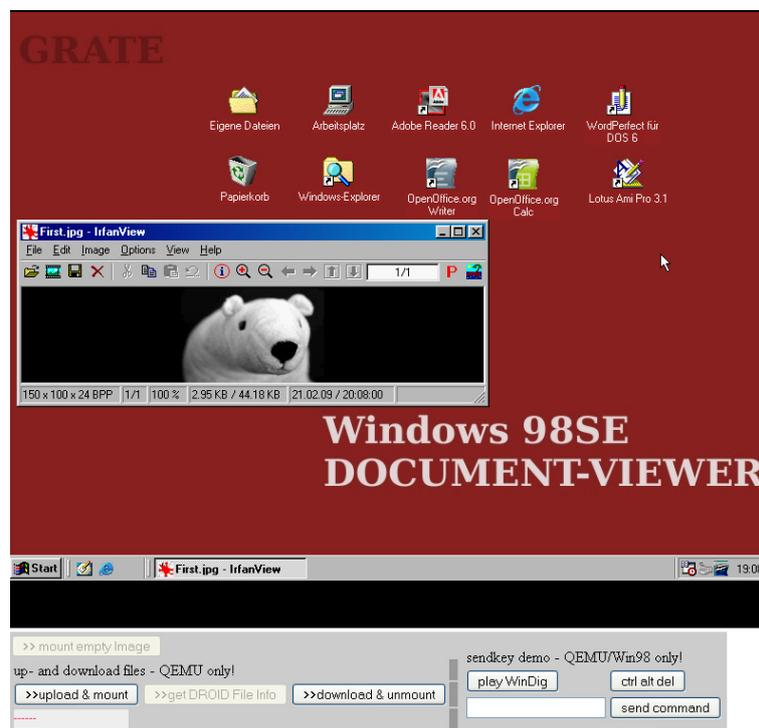 GRATE
Eigene Dateien
Arbeitsplatz
Adobe Reader 6.0
Internet Explorer
WordPerfect für
DOS 6
Papierkorb
Windows-Explorer
OpenOffice.org
Writer
OpenOffice.org
Calc
Lotus Ami Pro 3.1
First.jpg - IrfanView
File Edit Image Options View Help
1/1
P
150 x 100 x 24 BPP 1/1 100 % 2.95 KB / 44.18 KB 21.02.09 / 20:08:00
Windows 98SE
DOCUMENT-VIEWER
Start
First.jpg - IrfanView
19:08
>> mount empty Image
up- and download files - QEMU only!
>>upload & mount >>get DROID File Info >>download & unmount
------
sendkey demo - QEMU/Win98 only!
play WinDig ctrl alt del
send command